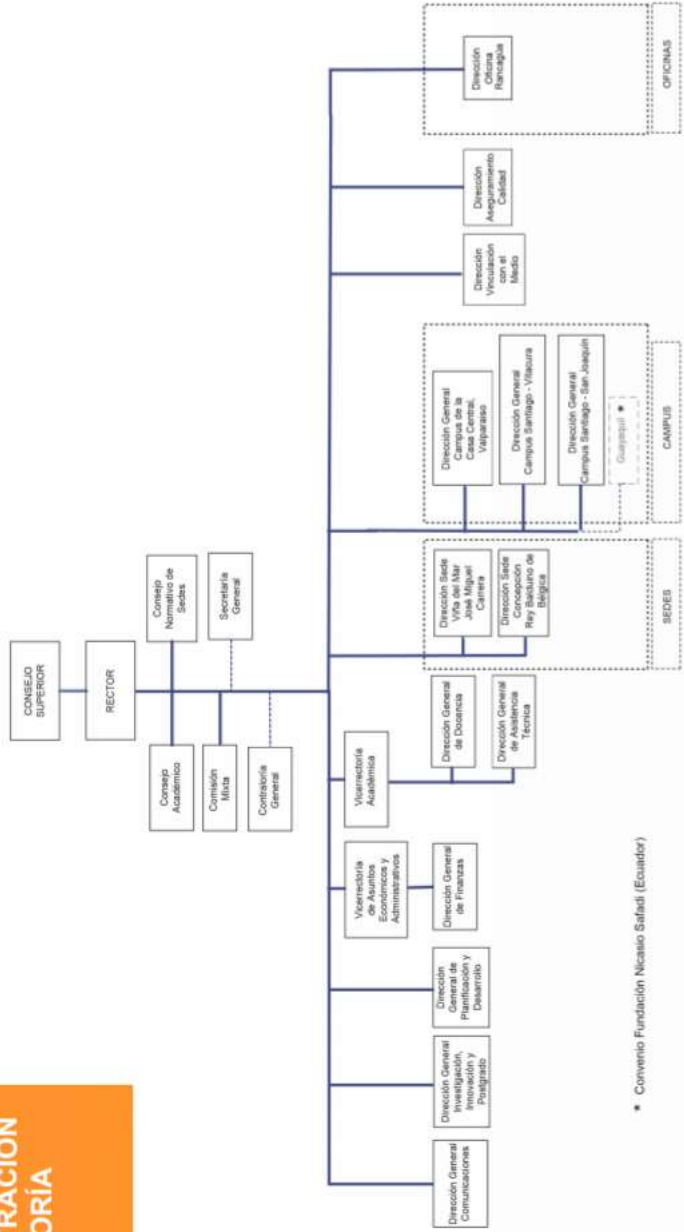 RACIÓN
ORÍA
CONSEJO
SUPERIOR
RECTOR
Consejo
Académico
Consejo
Normativo de
Sedes
Comisión
Mixta
Secretaría
General
Contraloría
General
Dirección General
Comunicaciones
Dirección General
Investigación,
Innovación y
Postgrado
Dirección
General de
Planificación y
Desarrollo
Vicerrectoría
de Asuntos
Económicos y
Administrativos
Dirección General
de Finanzas
Vicerrectoría
Académica
Dirección General
de Docencia
Dirección General
de Asistencia
Técnica
Dirección Sede
Viña del Mar
José Miguel
Carrera
Dirección Sede
Concepción
Rey Balduino de
Bélgica
SEDES
Dirección General
Campus de la
Casa Central,
Valparaíso
Dirección General
Campus Santiago - Vitacura
Dirección General
Campus Santiago - San Joaquín
Guayaquil *
CAMPUS
Dirección
Vinculación
con el
Medio
Dirección
Aseguramiento
Calidad
Dirección
Oficina
Rancagua
OFICINAS
* Convenio Fundación Nicasio Safadi (Ecuador)